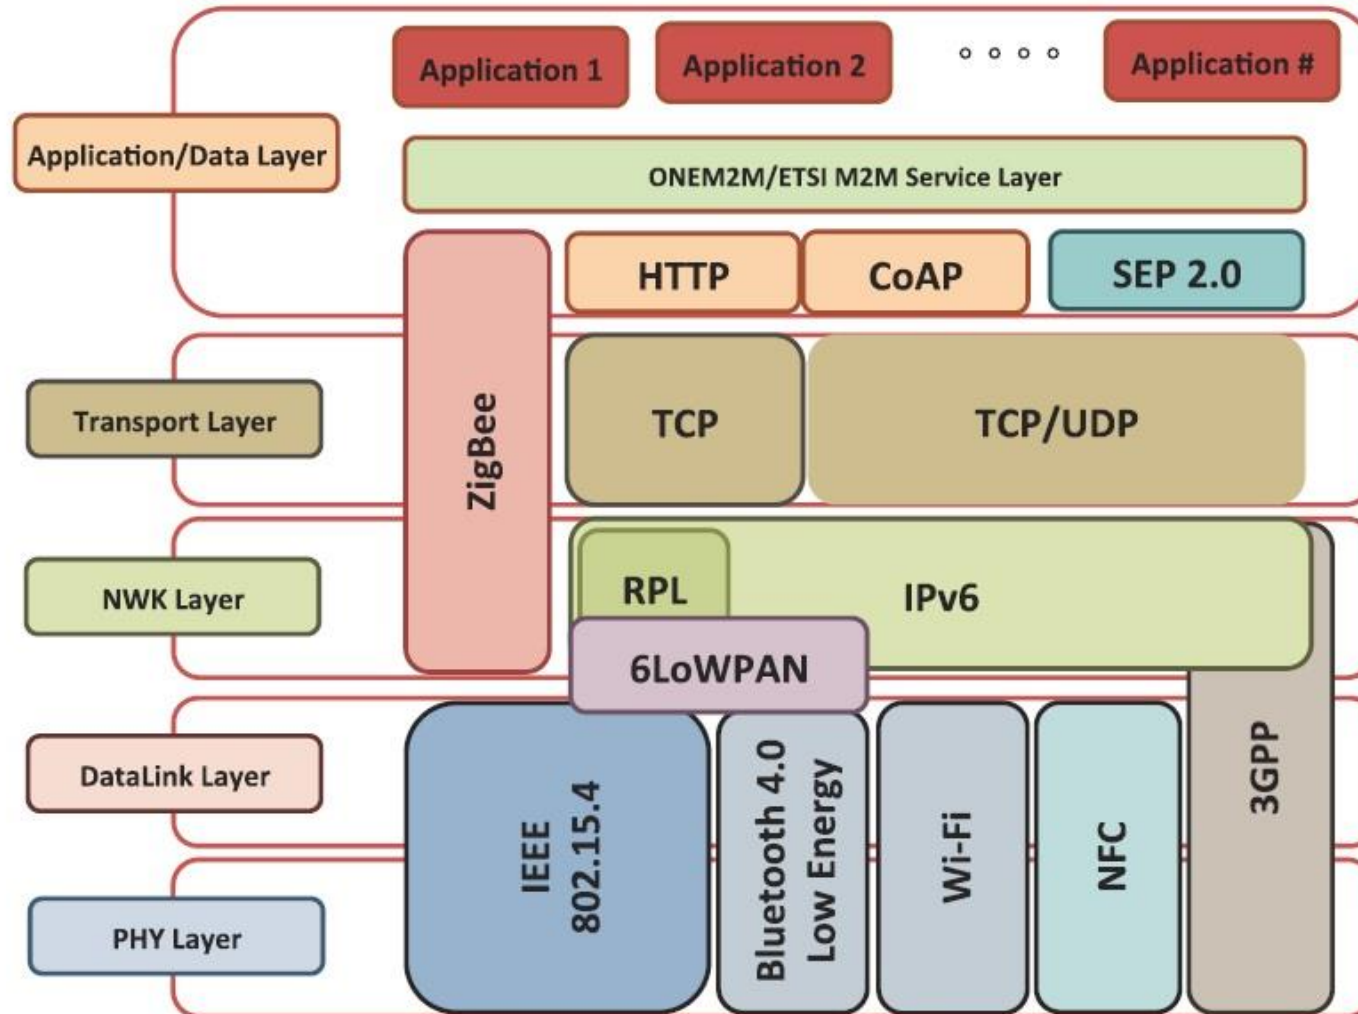 Application 1
Application 2
Application #
Application/Data Layer
ONEM2M/ETSI M2M Service Layer
HTTP
CoAP
SEP 2.0
ZigBee
Transport Layer
TCP
TCP/UDP
NWK Layer
RPL
IPv6
6LoWPAN
DataLink Layer
IEEE
802.15.4
Bluetooth 4.0
Low Energy
Wi-Fi
NFC
3GPP
PHY Layer